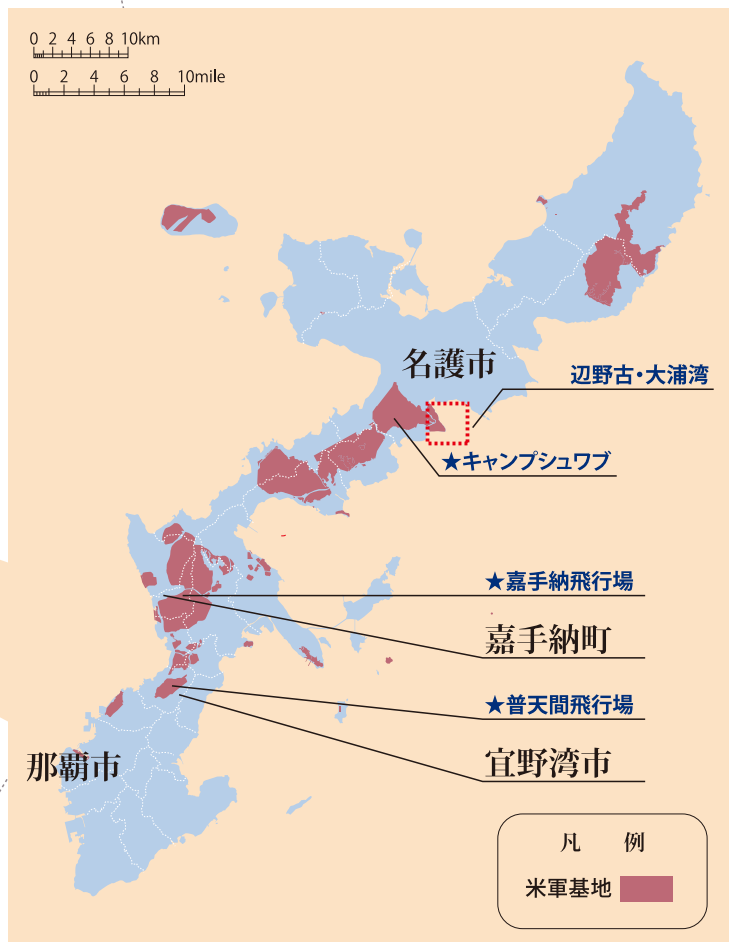 0 2 4 6 8 10km
0 2 4 6 8 10mile
名護市
辺野古・大浦湾
★キャンプシュワブ
★嘉手納飛行場
嘉手納町
★普天間飛行場
宜野湾市
那覇市
凡 例
米軍基地